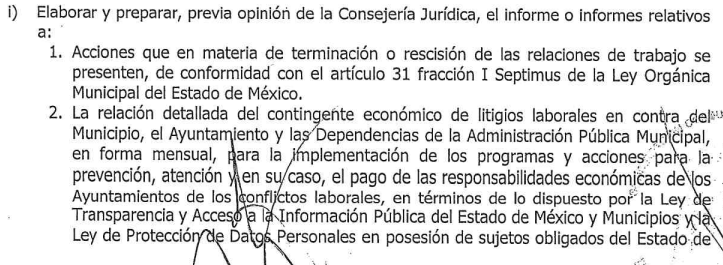 i) Elaborar y preparar, previa opinión de la Consejería Jurídica, el informe o informes relativos
a:
1. Acciones que en materia de terminación o rescisión de las relaciones de trabajo se
presenten, de conformidad con el artículo 31 fracción I Septimus de la Ley Orgánica
Municipal del Estado de México.
2. La relación detallada del contingente económico de litigios laborales en contra del
Municipio, el Ayuntamiento y las Dependencias de la Administración Pública Municipal,
en forma mensual, para la implementación de los programas y acciones para la
prevención, atención y en su caso, el pago de las responsabilidades económicas de los
Ayuntamientos de los conflictos laborales, en términos de lo dispuesto por la Ley de
Transparencia y Acceso a la Información Pública del Estado de México y Municipios y la
Ley de Protección de Datos Personales en posesión de sujetos obligados del Estado de